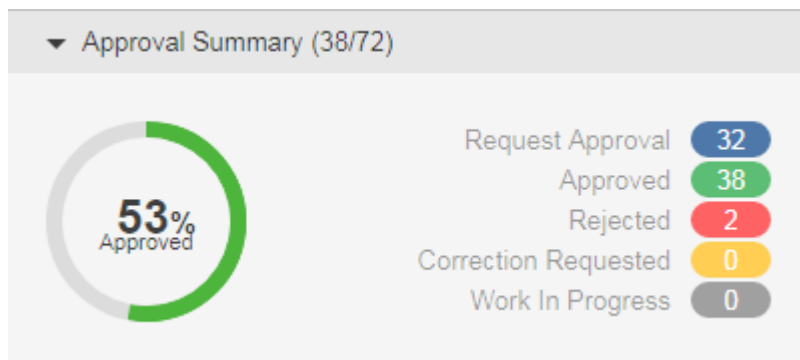 Approval Summary (38/72)
53%
Approved
Request Approval 32
Approved 38
Rejected 2
Correction Requested 0
Work In Progress 0